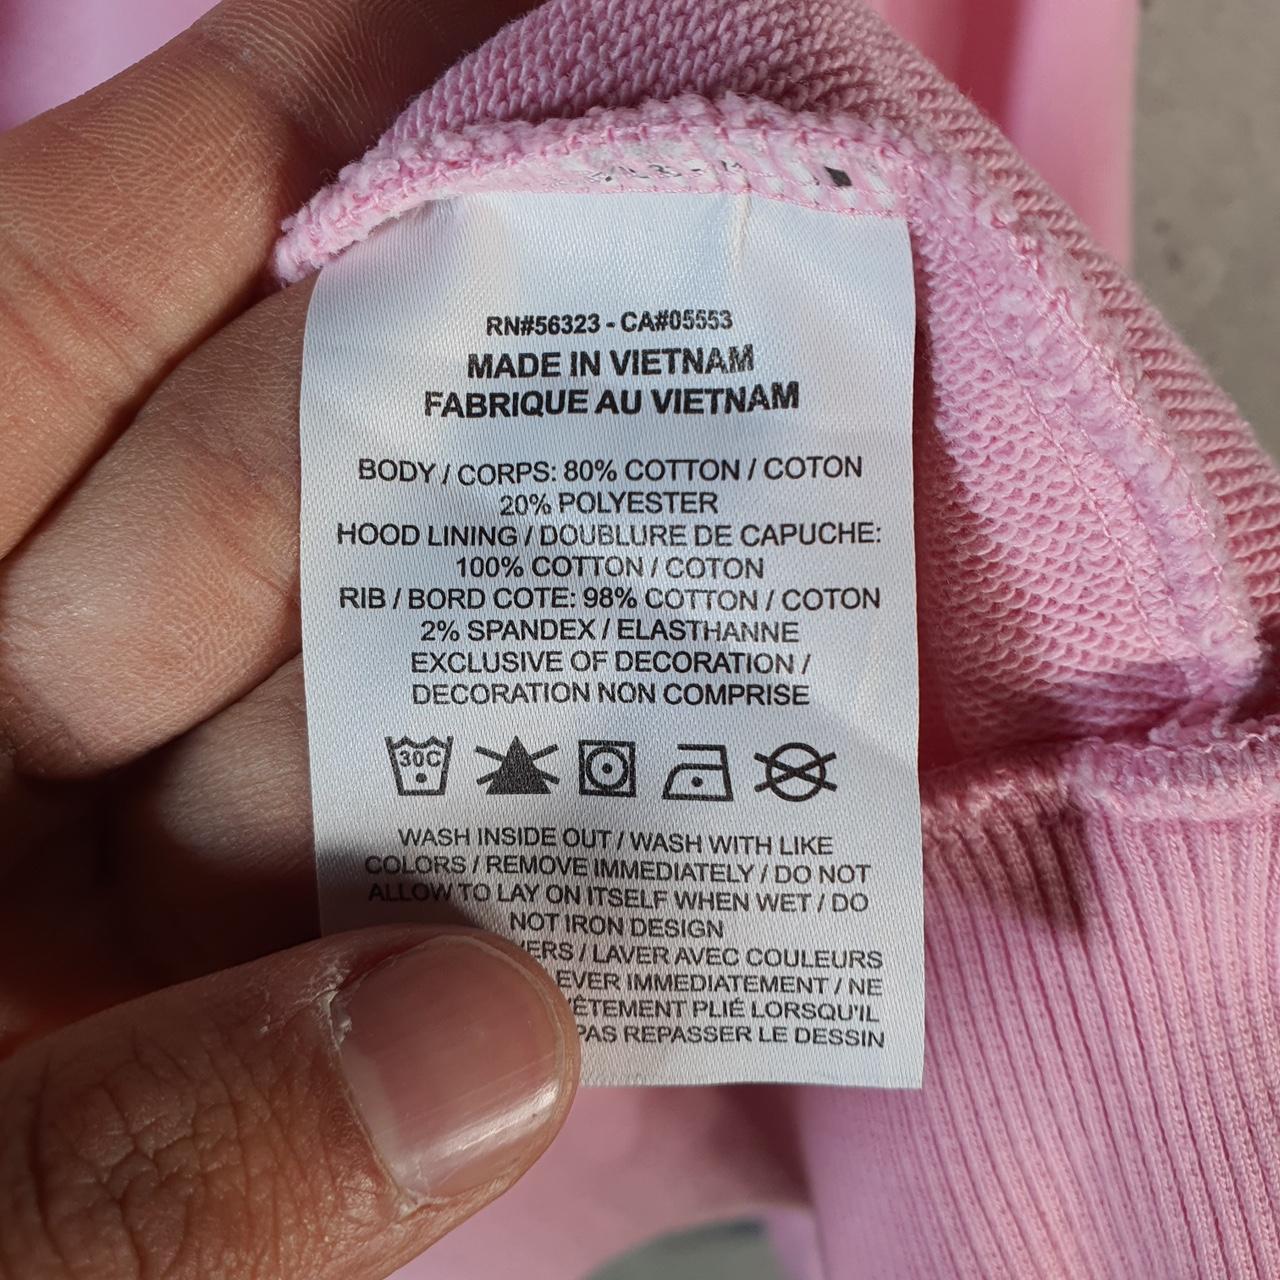 RN#56323 - CA#05553
MADE IN VIETNAM
FABRIQUE AU VIETNAM
BODY / CORPS: 80% COTTON / COTON
20% POLYESTER
HOOD LINING / DOUBLURE DE CAPUCHE:
100% COTTON / COTON
RIB / BORD COTE: 98% COTTON / COTON
2% SPANDEX / ELASTHANNE
EXCLUSIVE OF DECORATION /
DECORATION NON COMPRISE
30C
WASH INSIDE OUT / WASH WITH LIKE
COLORS / REMOVE IMMEDIATELY / DO NOT
ALLOW TO LAY ON ITSELF WHEN WET / DO
NOT IRON DESIGN
/ LAVER AVEC COULEURS
IMMEDIATEMENT / NE
PLIÉ LORSQU'IL
PAS REPASSER LE DESSIN